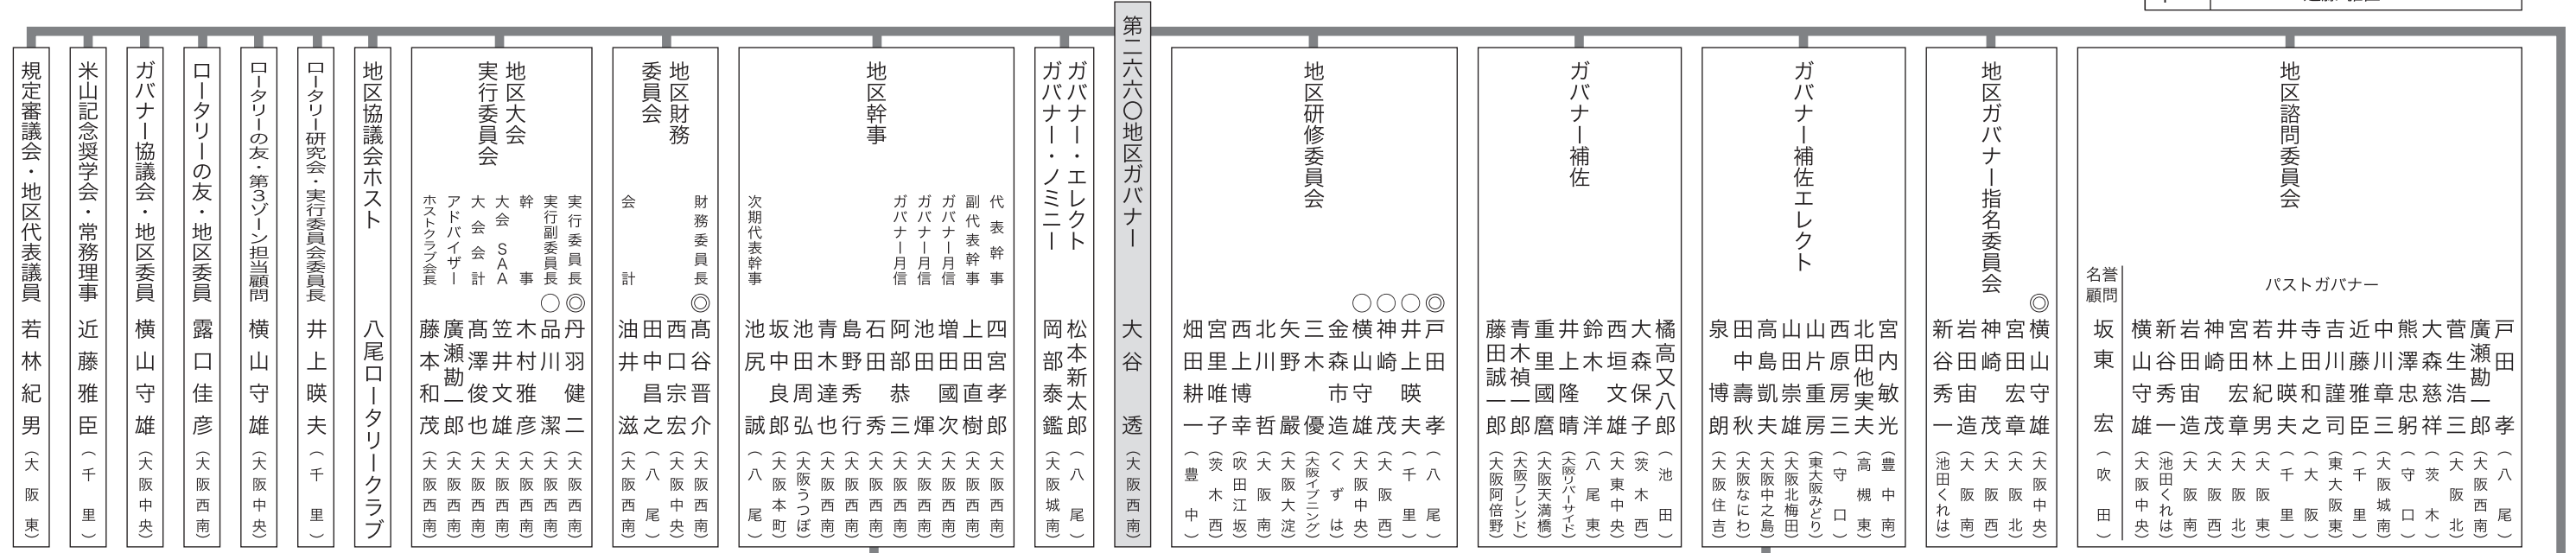 地区諮問委員会
パストガバナー
戸田 孝（八尾）
廣瀬勘一郎（大阪西南）
菅生浩三（大阪北）
大森慈祥（茨木）
熊澤忠躬（守口）
中川章三（大阪城南）
近藤雅臣（千里）
吉川謹司（東大阪東）
寺田和之（大阪）
井上暎夫（千里）
若林紀男（大阪東）
宮田宏章（大阪北）
神崎 茂（大阪西）
岩田宙造（大阪南）
新谷秀一（池田くれは）
横山守雄（大阪中央）
名誉顧問
坂東 宏（吹田）
地区ガバナー指名委員会
◎横山守雄（大阪中央）
宮田宏章（大阪北）
神崎 茂（大阪西）
岩田宙造（大阪南）
新谷秀一（池田くれは）
ガバナー補佐エレクト
宮内敏光（豊中南）
北田他実夫（高槻東）
西原房三（守口）
山片重房（東大阪みどり）
山田崇雄（大阪北梅田）
高島凱夫（大阪中之島）
田中壽秋（大阪なにわ）
泉 博朗（大阪住吉）
ガバナー補佐
橘高又八郎（池田）
大森保子（茨木西）
西垣文雄（大東中央）
鈴木 洋（八尾東）
井上隆晴（大阪リバーサイド）
重里國麿（大阪天満橋）
青木禎一郎（大阪フレンド）
藤田誠一郎（大阪阿倍野）
地区研修委員会
◎戸田 孝（八尾）
○井上暎夫（千里）
○神崎 茂（大阪西）
○横山守雄（大阪中央）
金森市造（くずは）
三木 優（大阪イブニング）
矢野 嚴（大阪大淀）
北川 哲（大阪南）
西上博幸（吹田江坂）
宮里唯子（茨木西）
畑田耕一（豊中）
第二六六〇地区ガバナー 大谷 透（大阪西南）
ガバナー・エレクト 松本新太郎（八尾）
ガバナー・ノミニー 岡部泰鑑（大阪城南）
地区幹事
代表幹事 四宮孝郎（大阪西南）
副代表幹事 上田直樹（大阪西南）
ガバナー月信 増田國次（大阪西南）
ガバナー月信 池田 輝（大阪西南）
ガバナー月信 阿部恭三（大阪西南）
石田 秀（大阪西南）
島野秀行（大阪西南）
青木達也（大阪西南）
池田周弘（大阪うつぼ）
坂中良郎（大阪本町）
次期代表幹事 池尻 誠（八尾）
地区財務委員会
財務委員長 ◎髙谷晋介（大阪西南）
西口宗宏（大阪中央）
田中昌之（八尾）
会計 油井 滋（大阪西南）
地区大会実行委員会
実行委員長 ◎丹羽健二（大阪西南）
実行副委員長 ○品川 潔（大阪西南）
幹事 木村雅彦（大阪西南）
大会SAA 笠井文雄（大阪西南）
大会会計 髙澤俊也（大阪西南）
アドバイザー 廣瀬勘一郎（大阪西南）
ホストクラブ会長 藤本和茂（大阪西南）
地区協議会ホスト 八尾ロータリークラブ
ロータリー研究会・実行委員会委員長 井上暎夫（千里）
ロータリーの友・第3ゾーン担当顧問 横山守雄（大阪中央）
ロータリーの友・地区委員 露口佳彦（大阪西南）
ガバナー協議会・地区委員 横山守雄（大阪中央）
米山記念奨学会・常務理事 近藤雅臣（千里）
規定審議会・地区代表議員 若林紀男（大阪東）